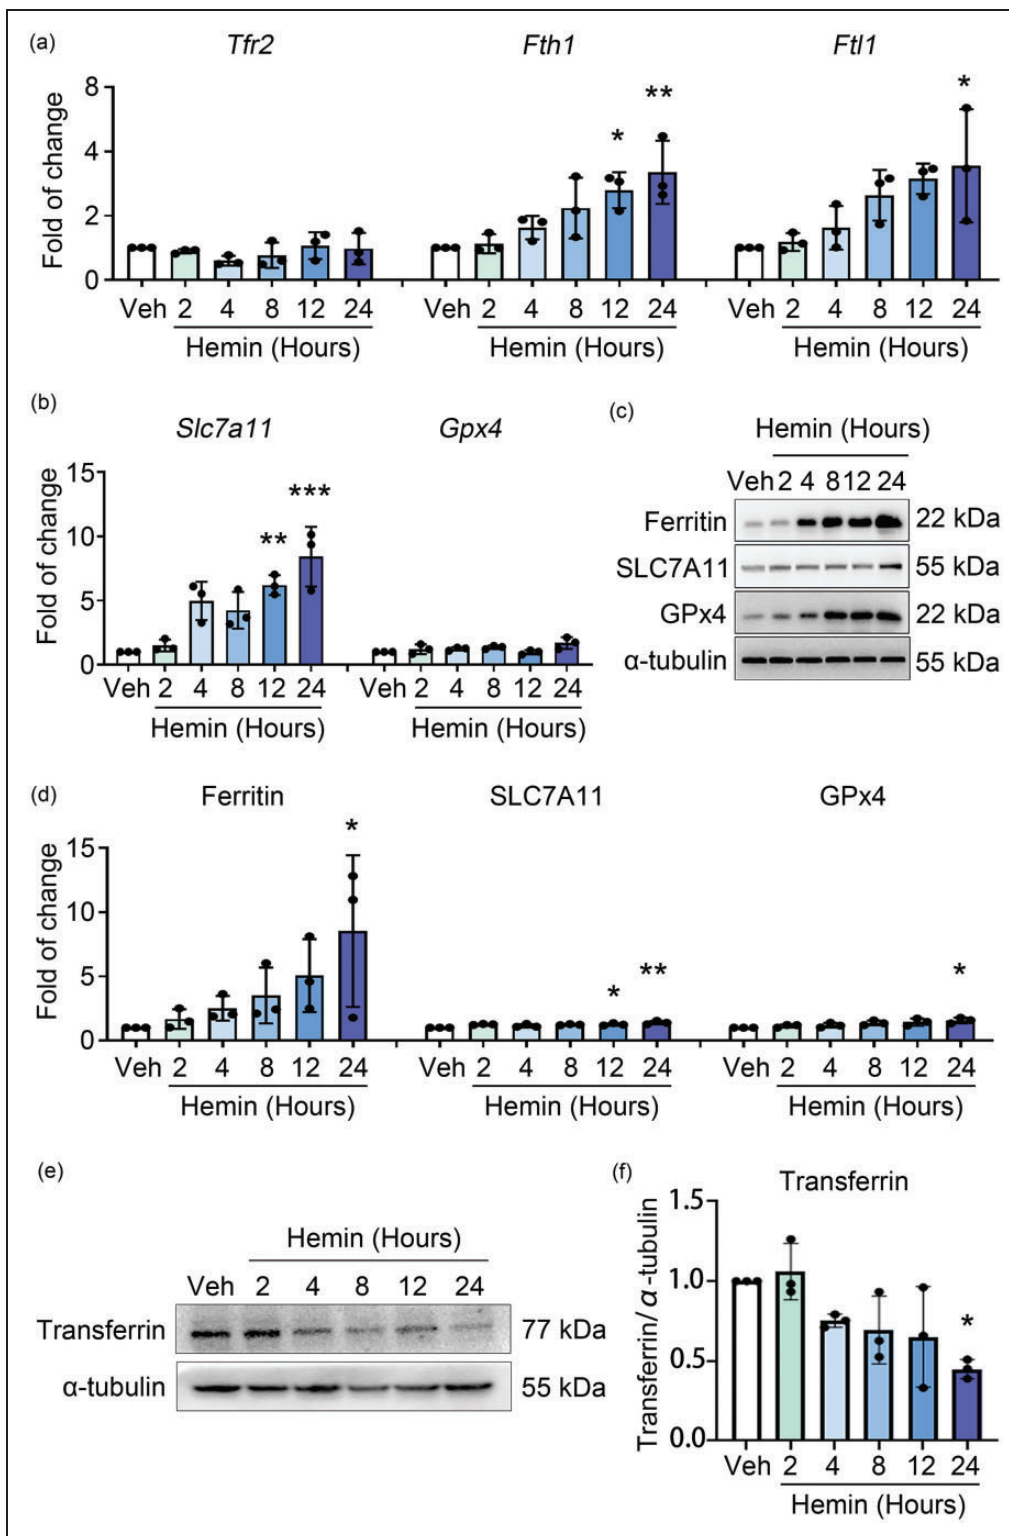 (a)
Tfr2 Fth1 Ftl1
Fold of change
8
4
2
0
* ** *
Veh 2 4 8 12 24 Veh 2 4 8 12 24 Veh 2 4 8 12 24
Hemin (Hours) Hemin (Hours) Hemin (Hours)
(b)
Slc7a11 Gpx4
Fold of change
15
10
5
0
** ***
Veh 2 4 8 12 24 Veh 2 4 8 12 24
Hemin (Hours) Hemin (Hours)
(c)
Hemin (Hours)
Veh 2 4 8 12 24
Ferritin 22 kDa
SLC7A11 55 kDa
GPx4 22 kDa
α-tubulin 55 kDa
(d)
Ferritin SLC7A11 GPx4
Fold of change
15
10
5
0
* * ** *
Veh 2 4 8 12 24 Veh 2 4 8 12 24 Veh 2 4 8 12 24
Hemin (Hours) Hemin (Hours) Hemin (Hours)
(e)
Hemin (Hours)
Veh 2 4 8 12 24
Transferrin 77 kDa
α-tubulin 55 kDa
(f)
Transferrin
Transferrin/α-tubulin
1.5
1.0
0.5
0.0
*
Veh 2 4 8 12 24
Hemin (Hours)